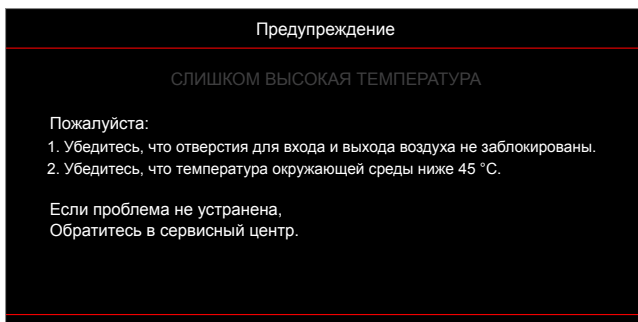 Предупреждение
СЛИШКОМ ВЫСОКАЯ ТЕМПЕРАТУРА
Пожалуйста:
1. Убедитесь, что отверстия для входа и выхода воздуха не заблокированы.
2. Убедитесь, что температура окружающей среды ниже 45 °C.
Если проблема не устранена,
Обратитесь в сервисный центр.